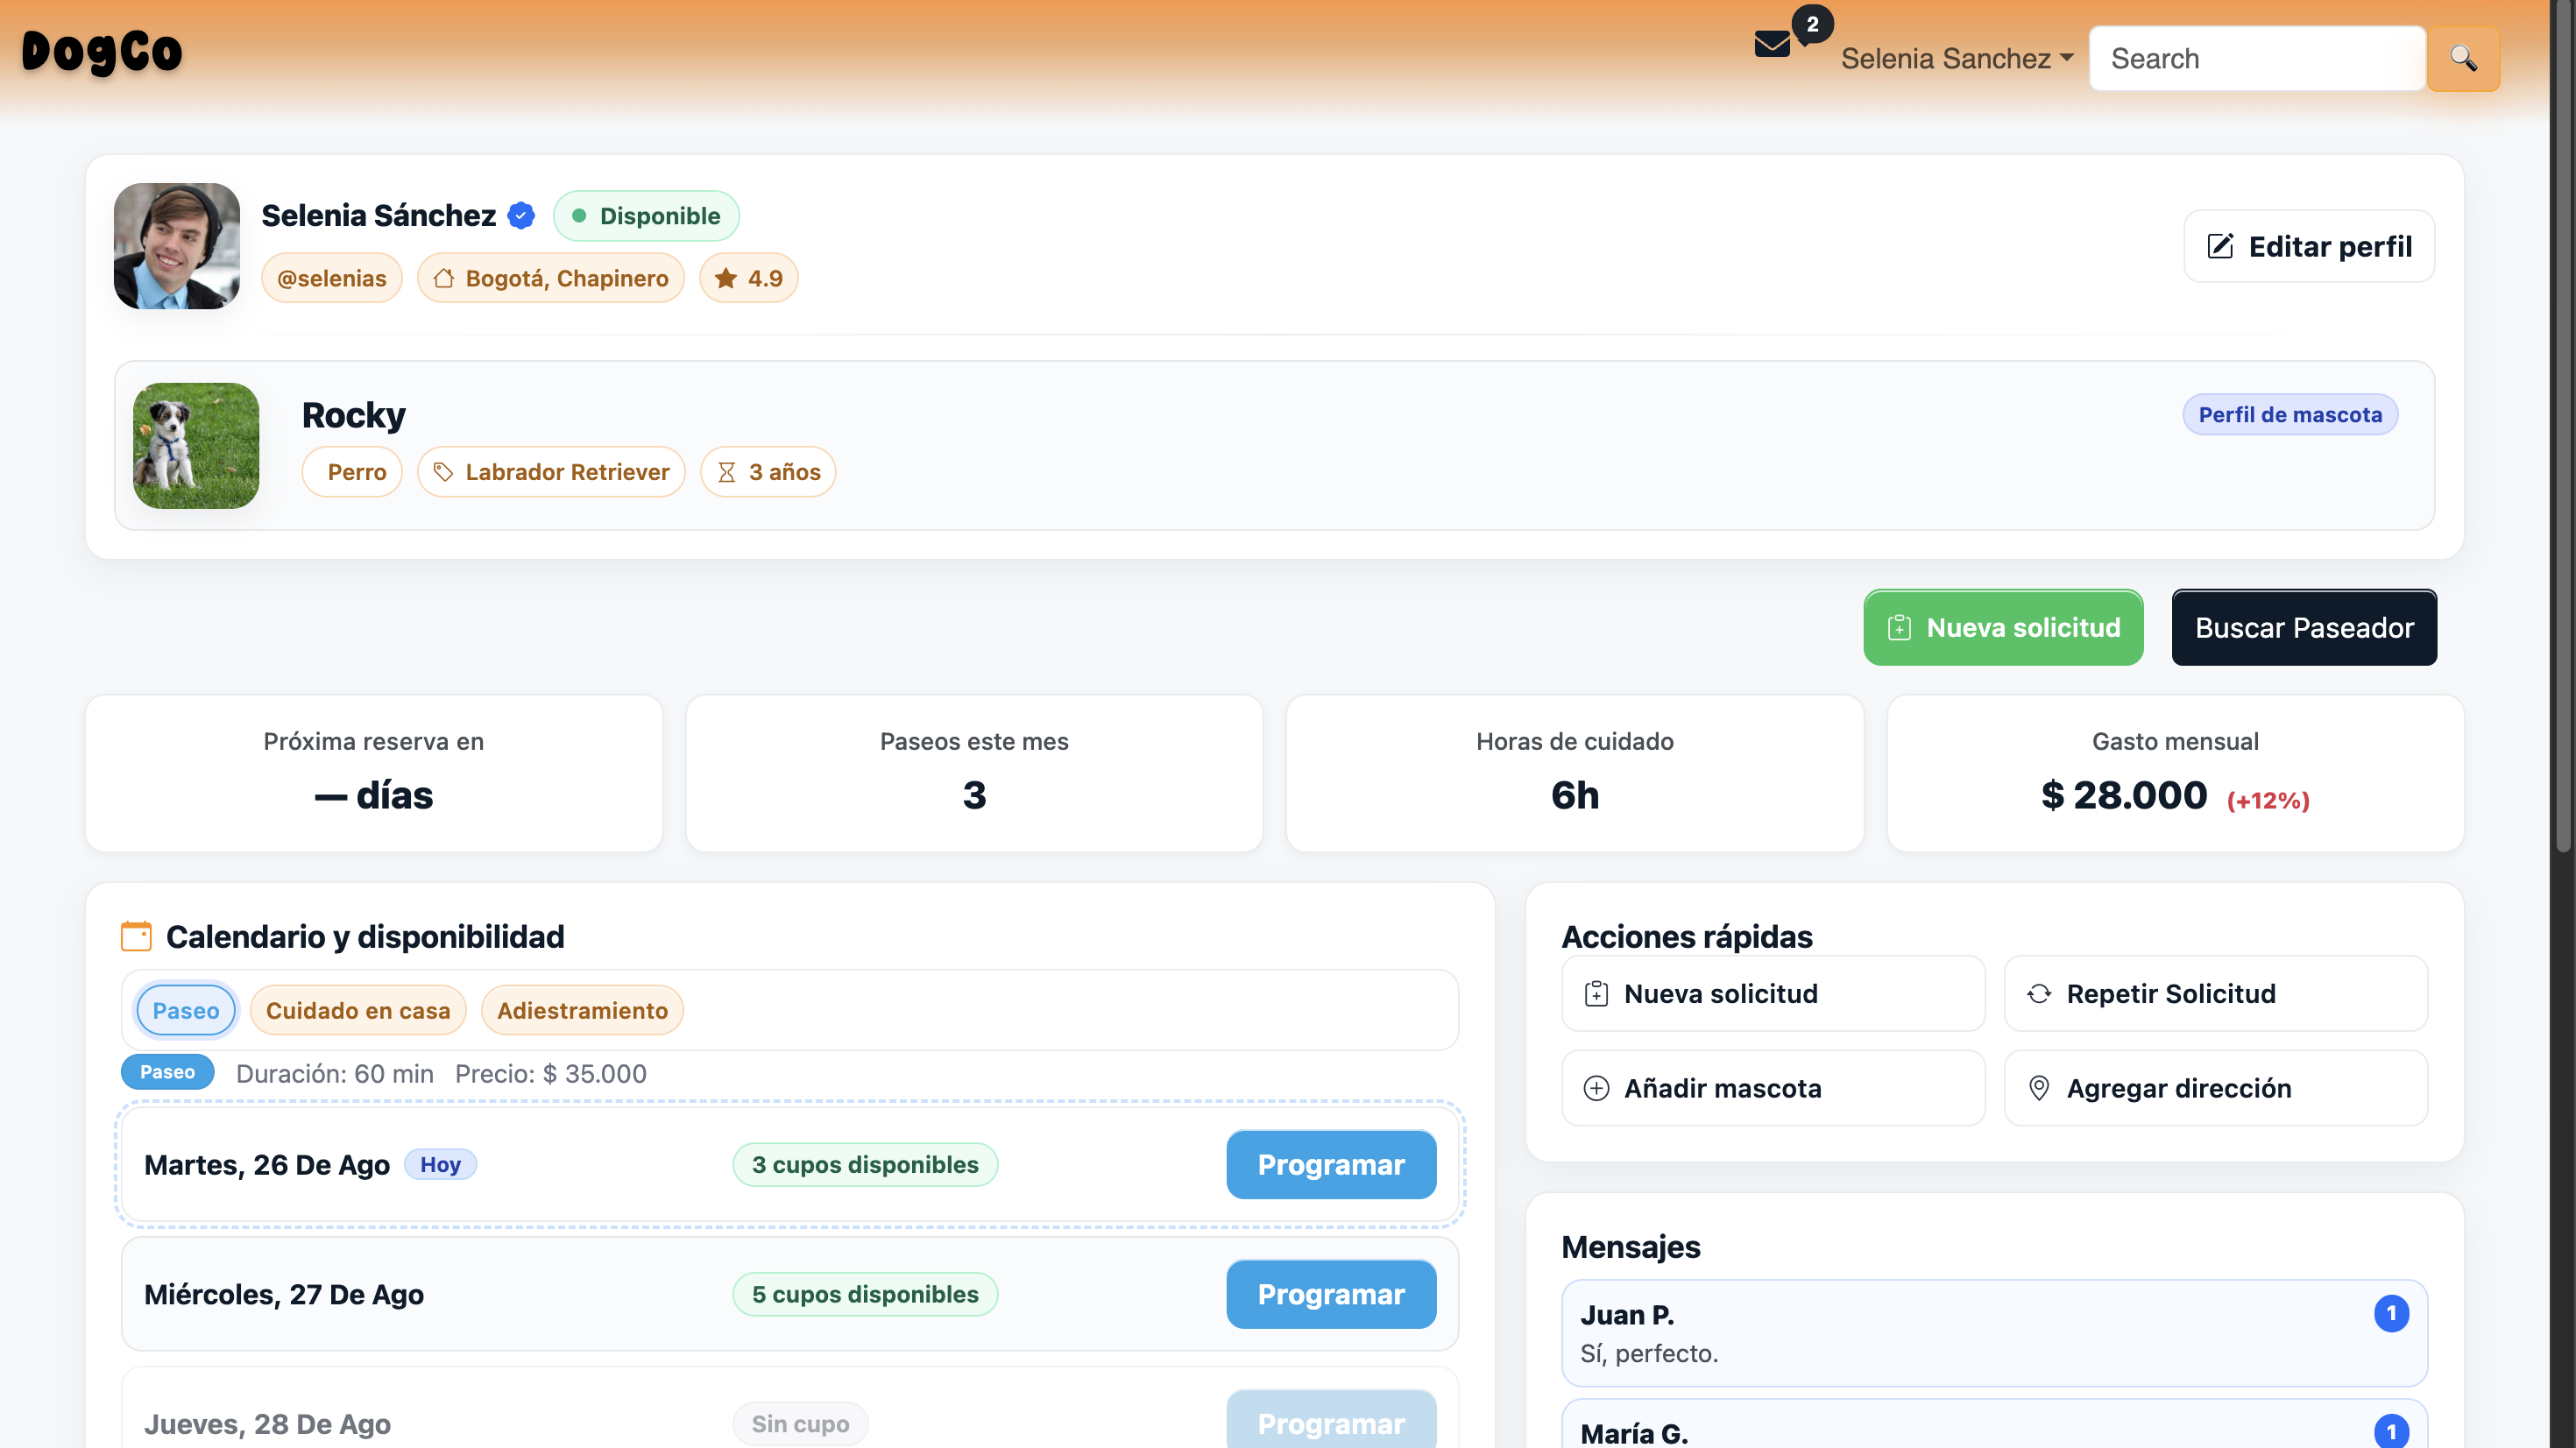 DogCo
2
Selenia Sanchez
Search
Selenia Sánchez
Disponible
@selenias
Bogotá, Chapinero
4.9
Editar perfil
Rocky
Perfil de mascota
Perro
Labrador Retriever
3 años
Nueva solicitud
Buscar Paseador
Próxima reserva en
— días
Paseos este mes
3
Horas de cuidado
6h
Gasto mensual
$ 28.000 (+12%)
Calendario y disponibilidad
Paseo
Cuidado en casa
Adiestramiento
Paseo Duración: 60 min Precio: $ 35.000
Martes, 26 De Ago Hoy
3 cupos disponibles
Programar
Miércoles, 27 De Ago
5 cupos disponibles
Programar
Jueves, 28 De Ago
Sin cupo
Programar
Acciones rápidas
Nueva solicitud
Repetir Solicitud
Añadir mascota
Agregar dirección
Mensajes
Juan P.
1
Sí, perfecto.
María G.
1